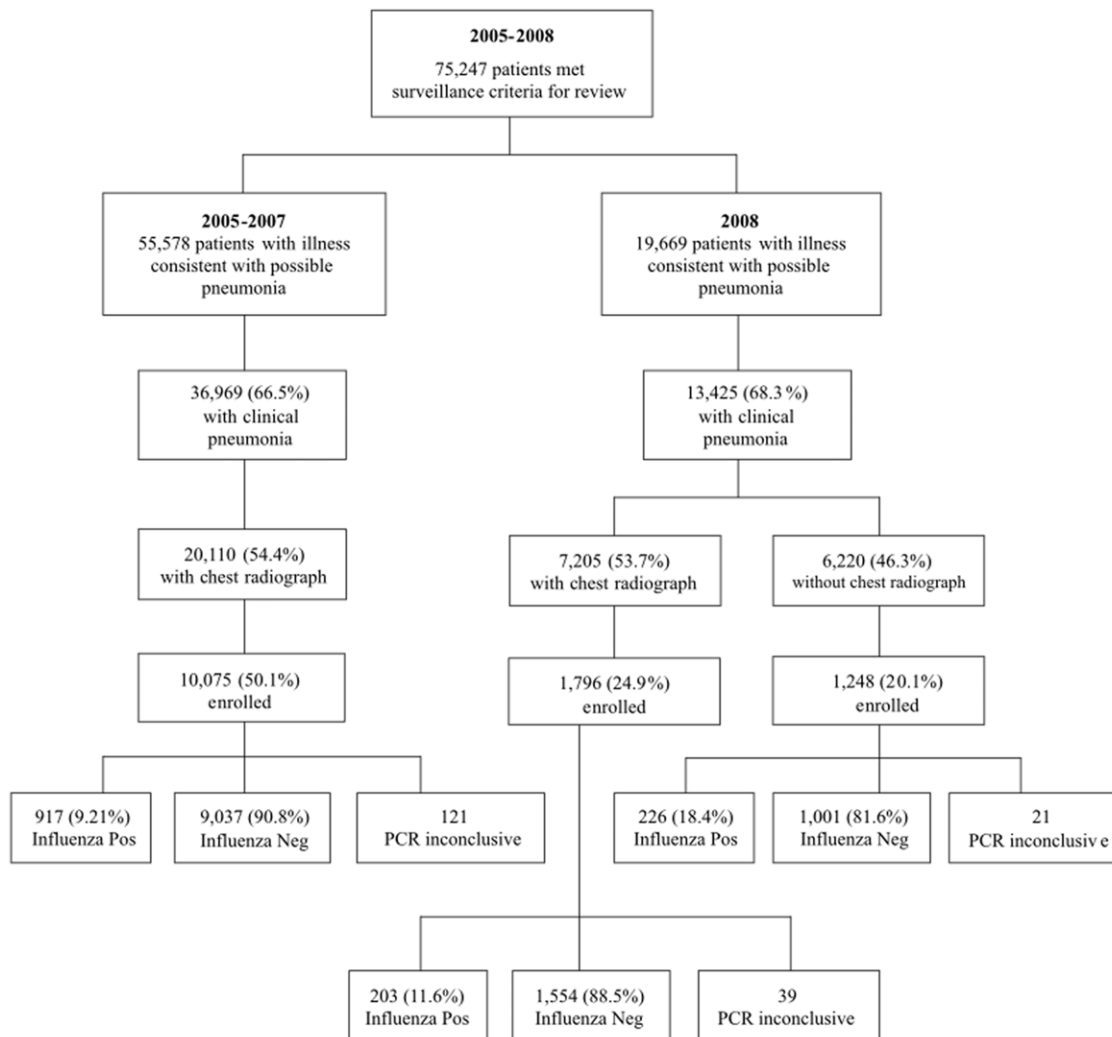 2005-2008
75,247 patients met
surveillance criteria for review
2005-2007
55,578 patients with illness
consistent with possible
pneumonia
2008
19,669 patients with illness
consistent with possible
pneumonia
36,969 (66.5%)
with clinical
pneumonia
13,425 (68.3%)
with clinical
pneumonia
20,110 (54.4%)
with chest radiograph
7,205 (53.7%)
with chest radiograph
6,220 (46.3%)
without chest radiograph
10,075 (50.1%)
enrolled
1,796 (24.9%)
enrolled
1,248 (20.1%)
enrolled
917 (9.21%)
Influenza Pos
9,037 (90.8%)
Influenza Neg
121
PCR inconclusive
226 (18.4%)
Influenza Pos
1,001 (81.6%)
Influenza Neg
21
PCR inconclusive
203 (11.6%)
Influenza Pos
1,554 (88.5%)
Influenza Neg
39
PCR inconclusive